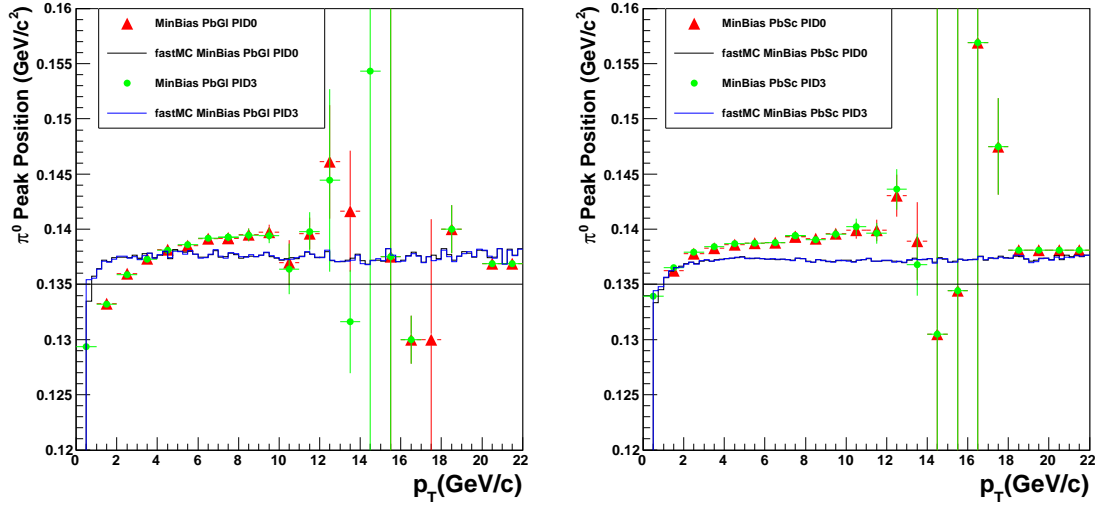 π⁰ Peak Position (GeV/c²)
0.16
0.155
0.15
0.145
0.14
0.135
0.13
0.125
0.12
MinBias PbGl PID0
fastMC MinBias PbGl PID0
MinBias PbGl PID3
fastMC MinBias PbGl PID3
0 2 4 6 8 10 12 14 16 18 20 22
p_T(GeV/c)
π⁰ Peak Position (GeV/c²)
0.16
0.155
0.15
0.145
0.14
0.135
0.13
0.125
0.12
MinBias PbSc PID0
fastMC MinBias PbSc PID0
MinBias PbSc PID3
fastMC MinBias PbSc PID3
0 2 4 6 8 10 12 14 16 18 20 22
p_T(GeV/c)